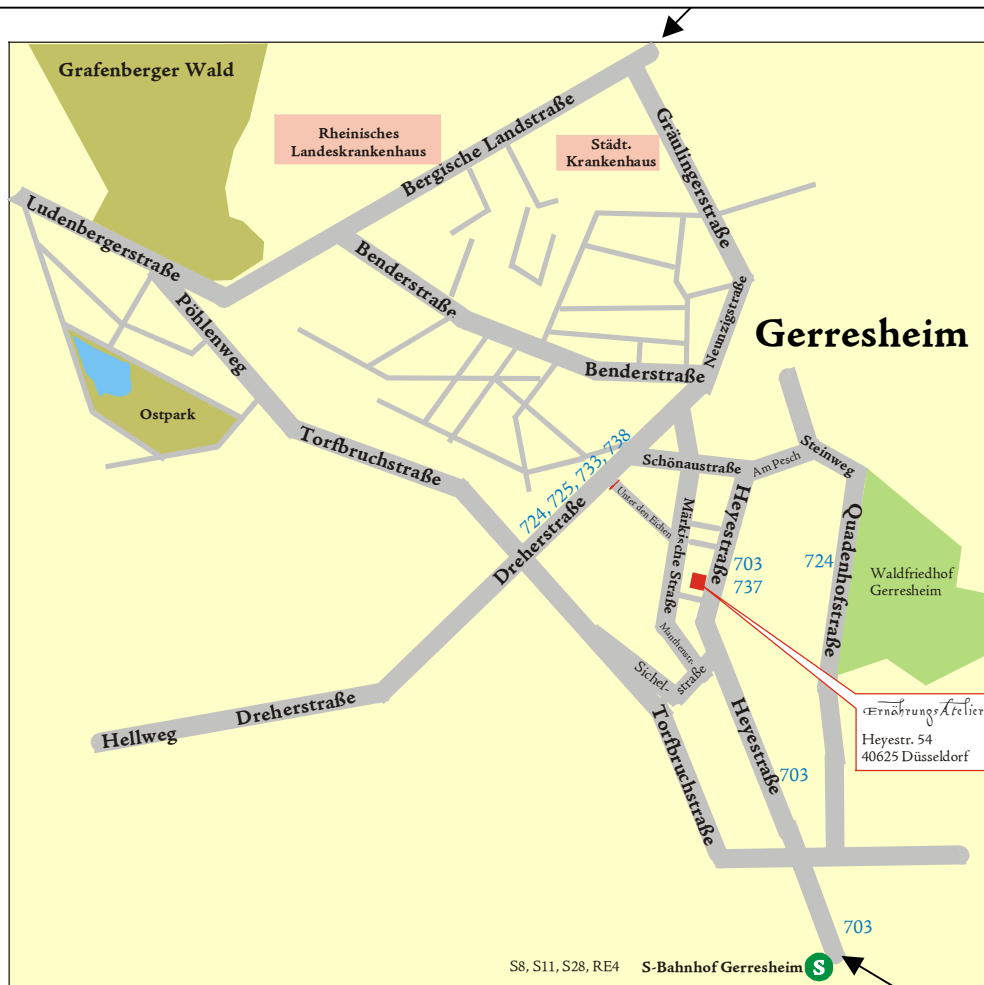 Grafenberger Wald
Rheinisches
Landeskrankenhaus
Städt.
Krankenhaus
Bergische Landstraße
Gräulingerstraße
Ludenbergerstraße
Benderstraße
Pöhlenweg
Neunzigstraße
Gerresheim
Benderstraße
Ostpark
Torfbruchstraße
724, 725, 733, 738
Dreherstraße
Schönaustraße
Am Pesch
Steinweg
Unter den Eichen
Märkische Straße
Heyestraße
703
737
724
Quadenhofstraße
Waldfriedhof
Gerresheim
Manthenstr.
Sichel-
straße
ErnährungsAtelier
Heyestr. 54
40625 Düsseldorf
Dreherstraße
Hellweg
Torfbruchstraße
Heyestraße
703
703
S8, S11, S28, RE4
S-Bahnhof Gerresheim
S